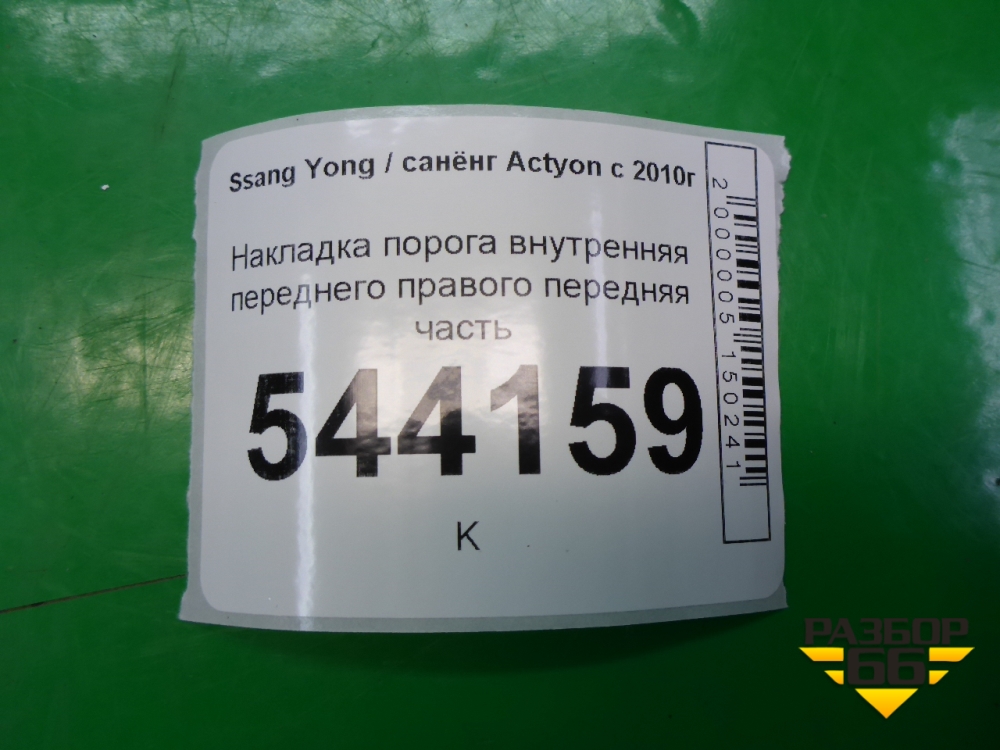 Ssang Yong / санёнг Actyon с 2010г
Накладка порога внутренняя
переднего правого передняя
часть
544159
К
2000005150241
РАЗБОР
66